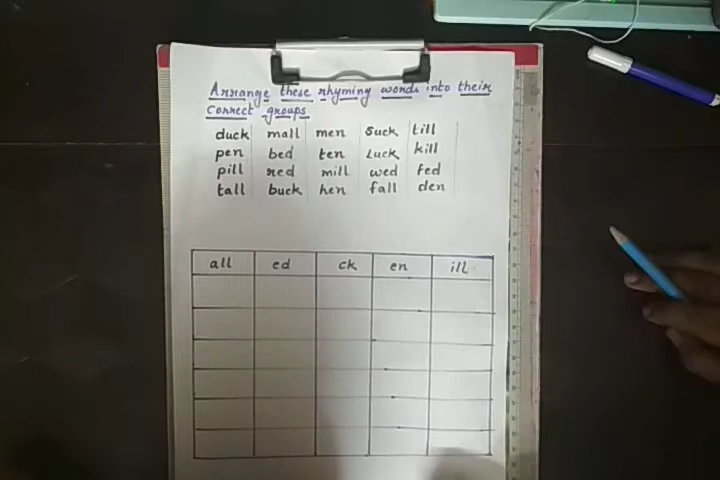 Arrange these rhyming words into their
correct groups
duck mall men suck till
pen bed ten Luck kill
pill red mill wed fed
tall buck hen fall den
all ed ck en ill